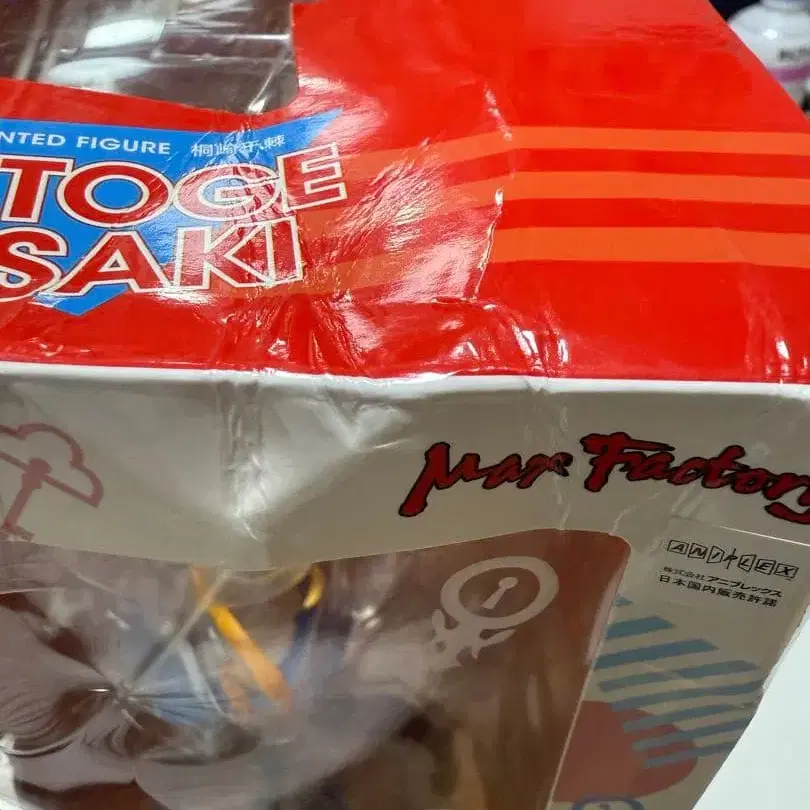 NTED FIGURE 桐崎千棘
TOGE
SAKI
Max Factory
ANIPLEX
株式会社 アニプレックス
日本国内販売許諾